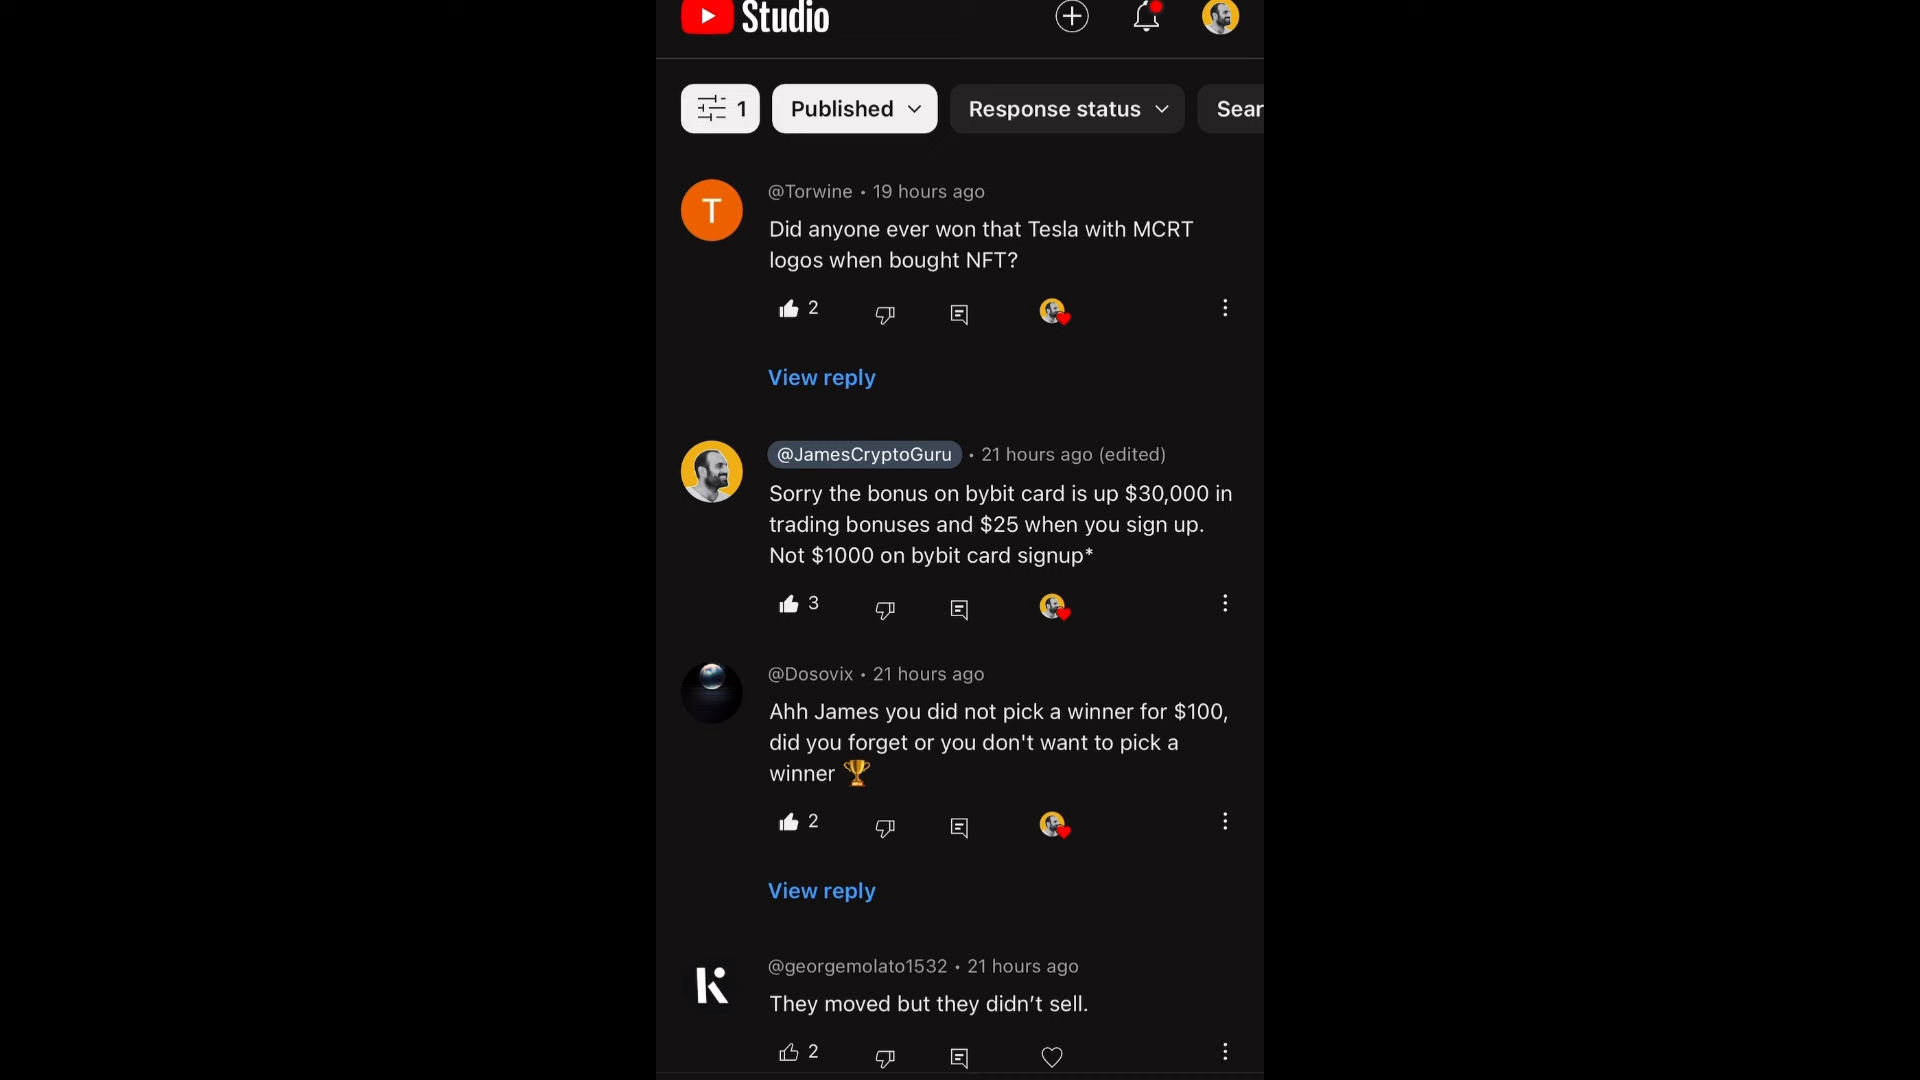 Studio
1
Published
Response status
Sear
T
@Torwine • 19 hours ago
Did anyone ever won that Tesla with MCRT
logos when bought NFT?
2
View reply
@JamesCryptoGuru • 21 hours ago (edited)
Sorry the bonus on bybit card is up $30,000 in
trading bonuses and $25 when you sign up.
Not $1000 on bybit card signup*
3
@Dosovix • 21 hours ago
Ahh James you did not pick a winner for $100,
did you forget or you don't want to pick a
winner 🏆
2
View reply
K
@georgemolato1532 • 21 hours ago
They moved but they didn’t sell.
2